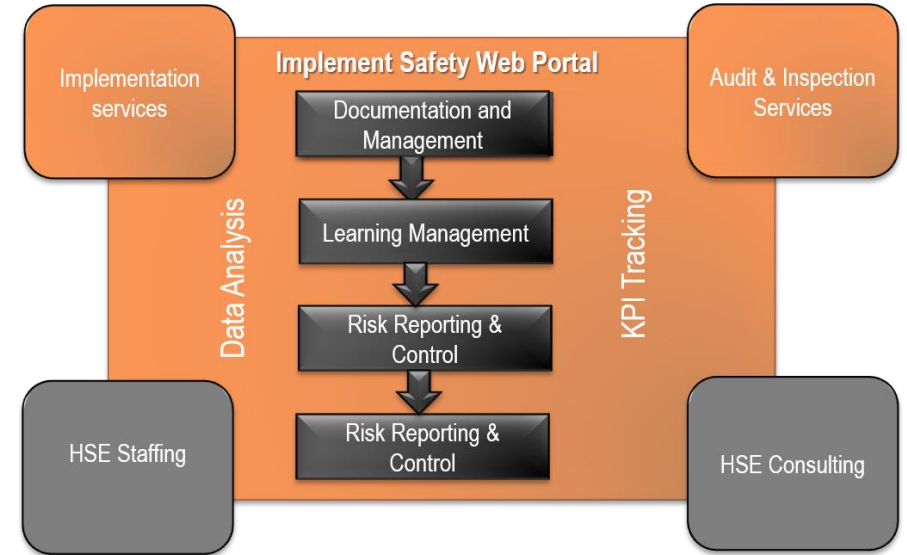 Implementation
services
Implement Safety Web Portal
Audit & Inspection
Services
Documentation and
Management
Learning Management
Data Analysis
KPI Tracking
Risk Reporting &
Control
Risk Reporting &
Control
HSE Staffing
HSE Consulting